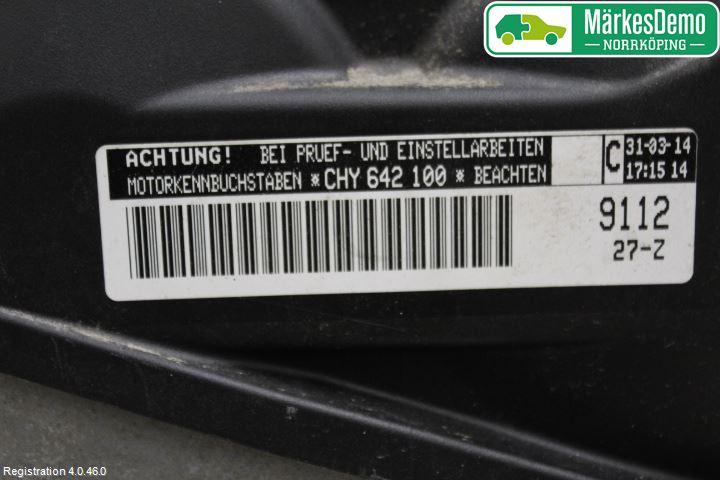 MärkesDemo
NORRKÖPING
ACHTUNG! BEI PRUEF- UND EINSTELLARBEITEN
MOTORKENNBUCHSTABEN *CHY 642 100 * BEACHTEN
C 31-03-14
17:15 14
9112
27-Z
Registration 4.0.46.0